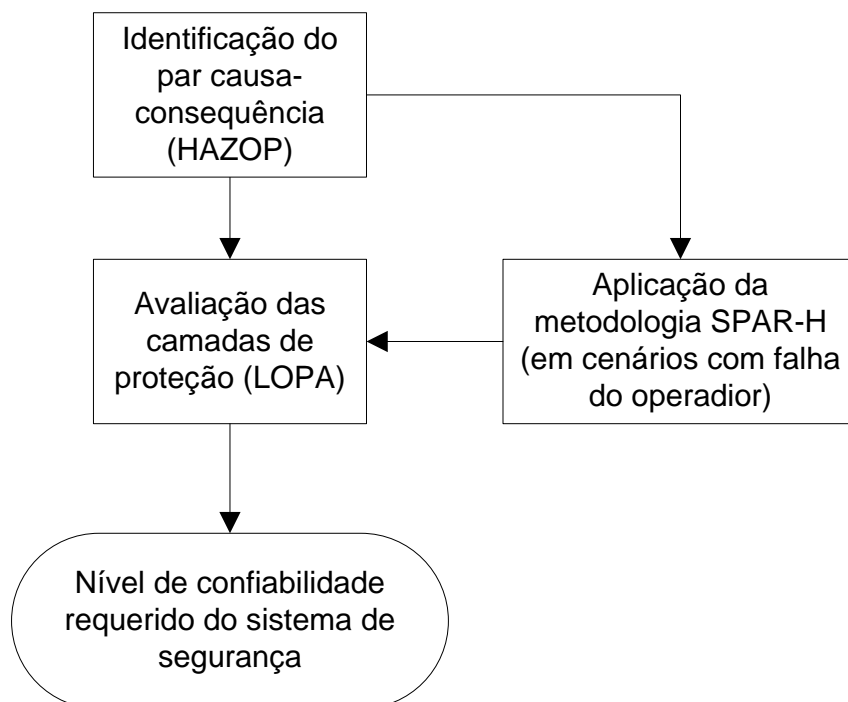 Identificação do
par causa-
consequência
(HAZOP)
Avaliação das
camadas de
proteção (LOPA)
Aplicação da
metodologia SPAR-H
(em cenários com falha
do operadior)
Nível de confiabilidade
requerido do sistema de
segurança